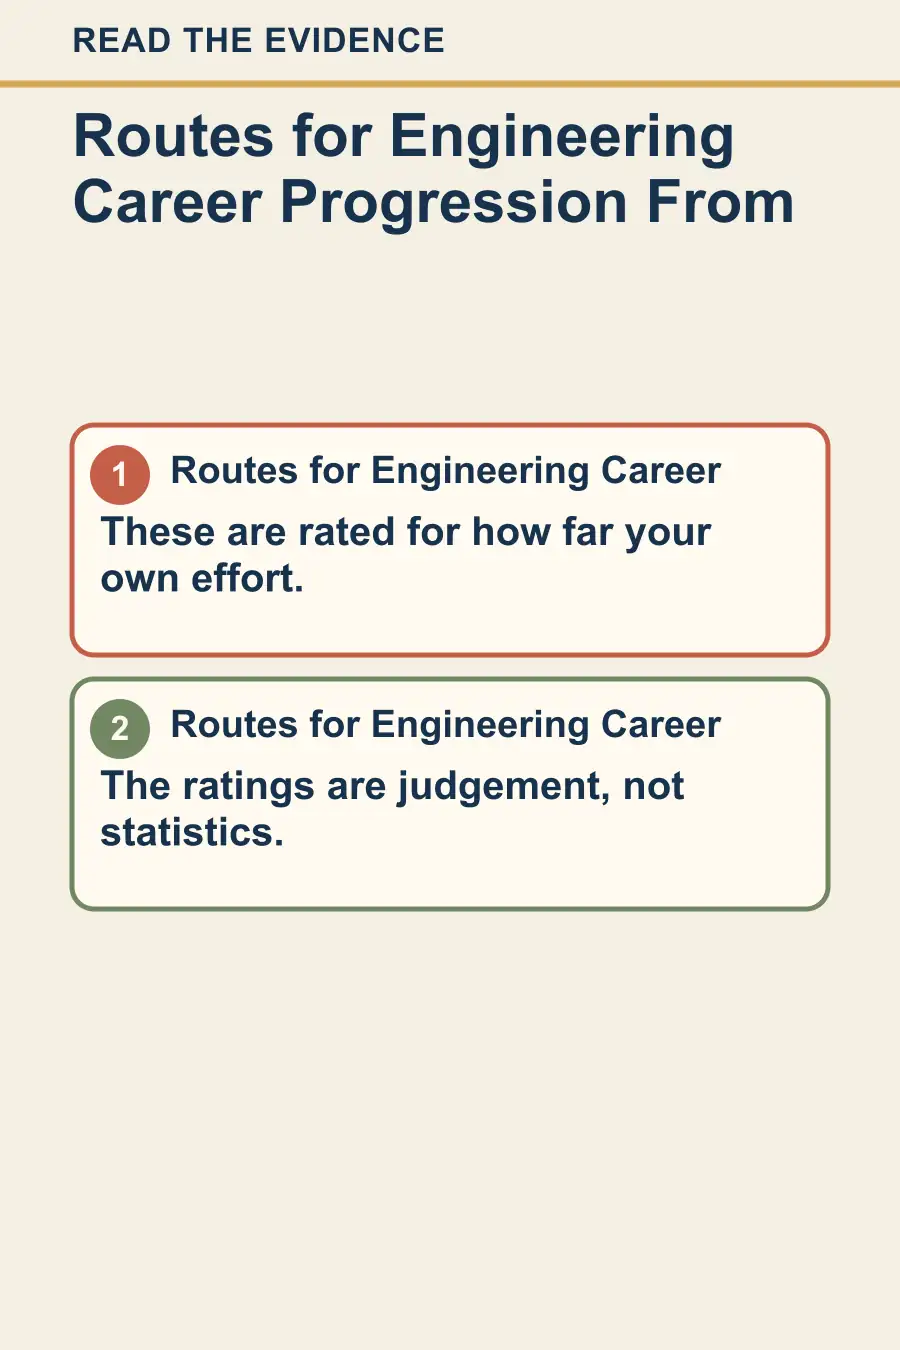 READ THE EVIDENCE
Routes for Engineering
Career Progression From
1 Routes for Engineering Career
These are rated for how far your
own effort.
2 Routes for Engineering Career
The ratings are judgement, not
statistics.